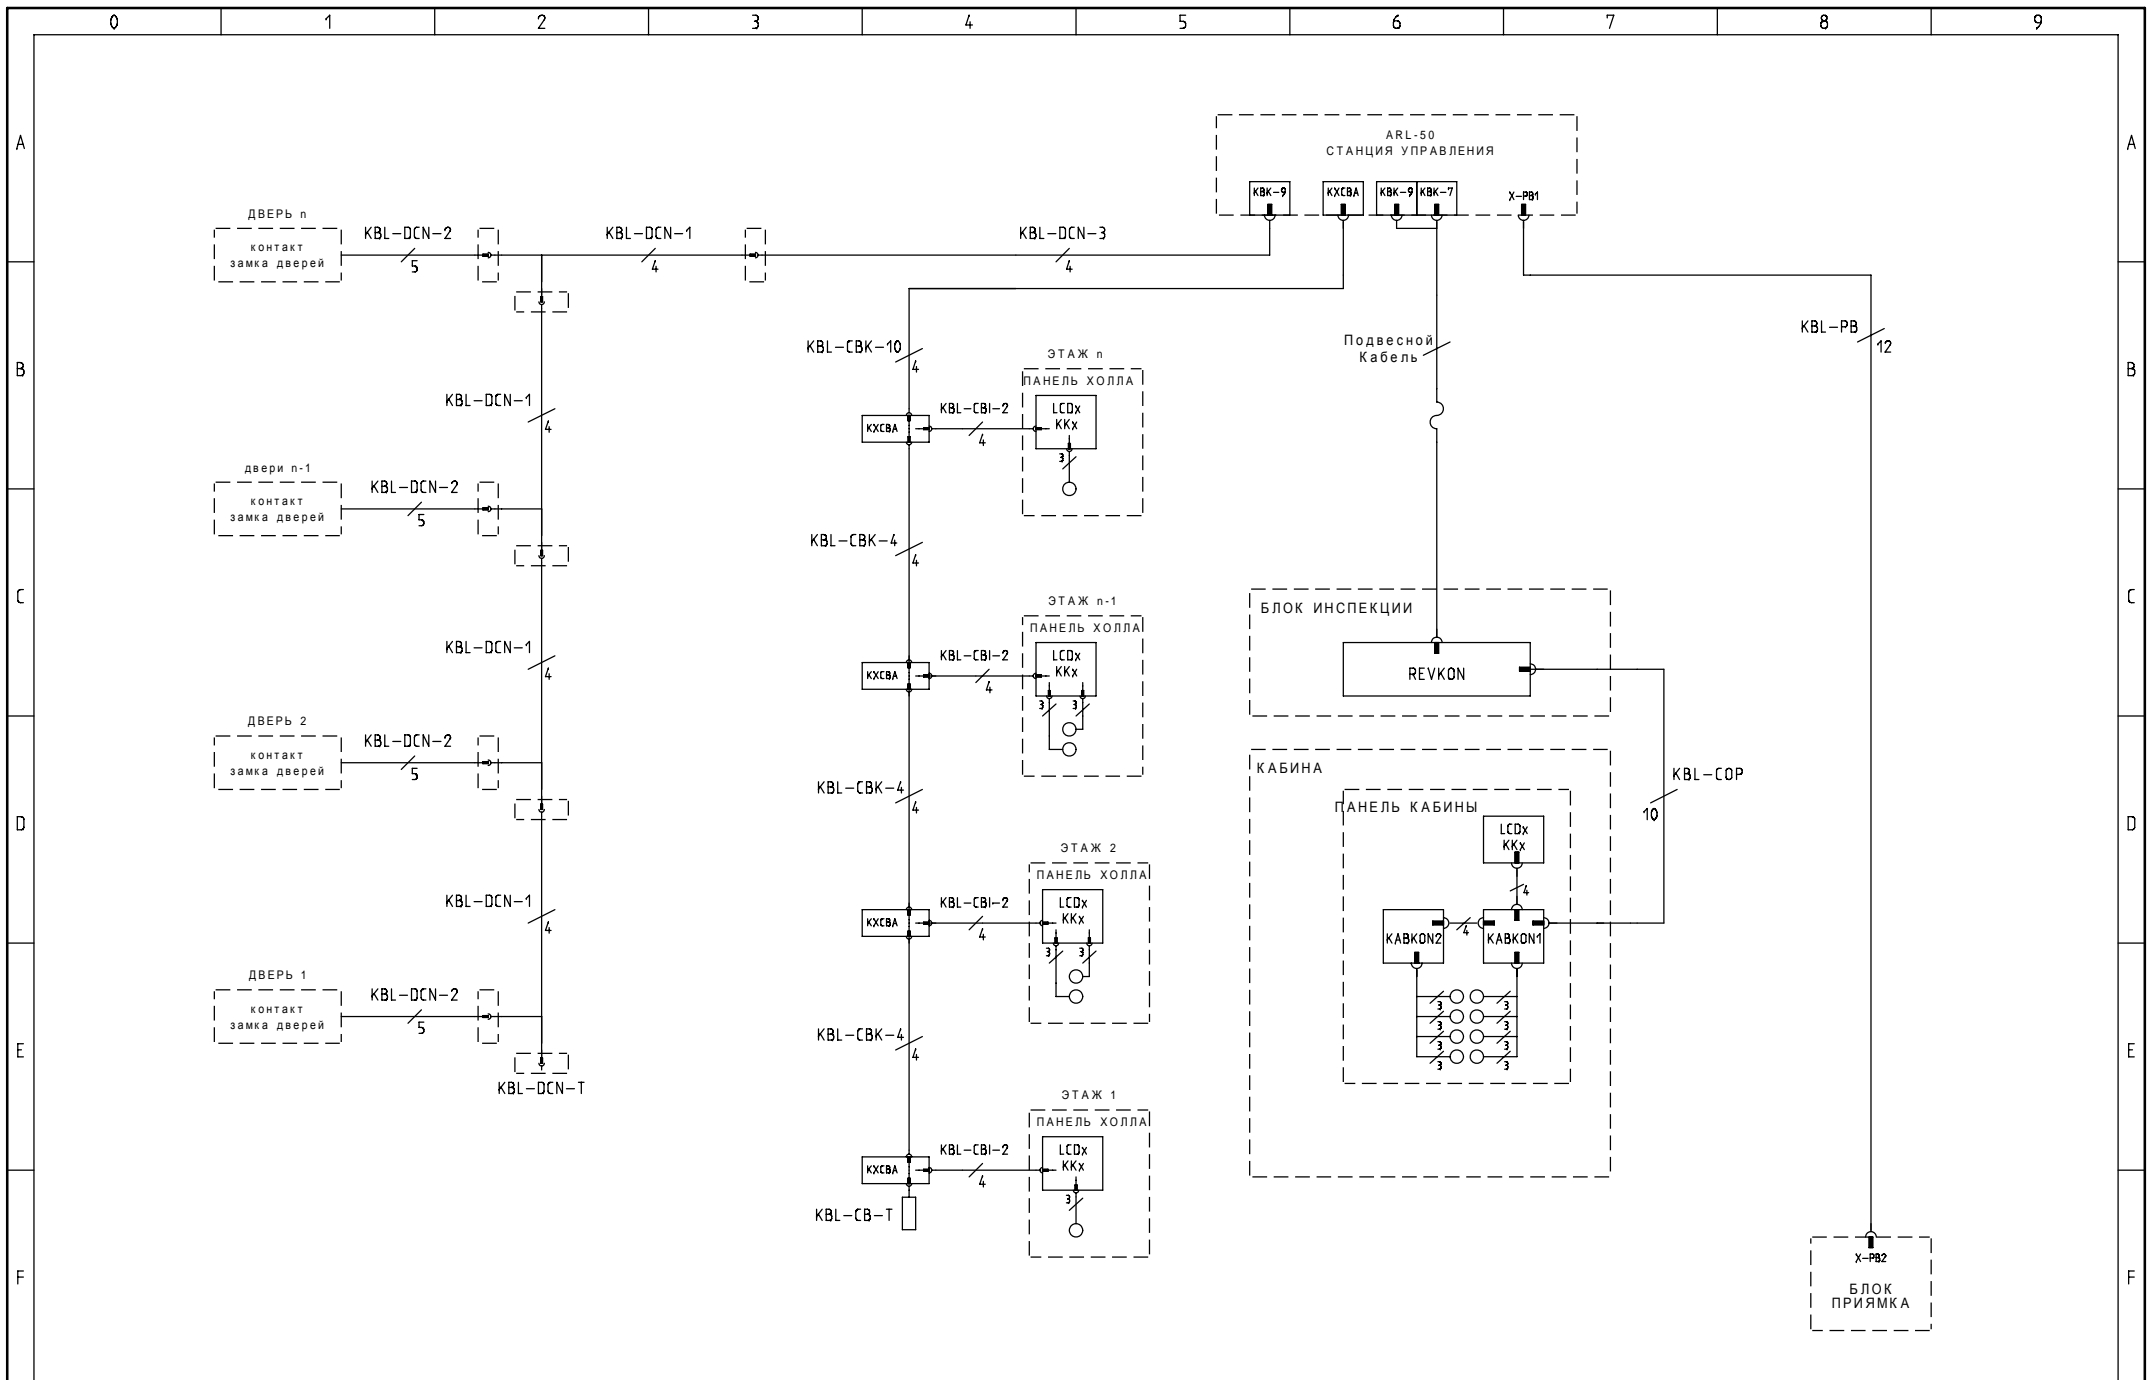 0 1 2 3 4 5 6 7 8 9
A A
ARL-50
СТАНЦИЯ УПРАВЛЕНИЯ
KBK-9 KXCBA KBK-9 KBK-7 X-PB1
ДВЕРЬ n
контакт
замка дверей
KBL-DCN-2
5
KBL-DCN-1
4
KBL-DCN-3
4
B B
KBL-DCN-1
4
двери n-1
контакт
замка дверей
KBL-DCN-2
5
C C
KBL-DCN-1
4
ДВЕРЬ 2
контакт
замка дверей
KBL-DCN-2
5
D D
KBL-DCN-1
4
ДВЕРЬ 1
контакт
замка дверей
KBL-DCN-2
5
KBL-DCN-T
E E
KBL-CBK-10
4
ЭТАЖ n
ПАНЕЛЬ ХОЛЛА
KXCBA
KBL-CBI-2
4
LCDx
KKx
3
KBL-CBK-4
4
ЭТАЖ n-1
ПАНЕЛЬ ХОЛЛА
KXCBA
KBL-CBI-2
4
LCDx
KKx
3 3
KBL-CBK-4
4
ЭТАЖ 2
ПАНЕЛЬ ХОЛЛА
KXCBA
KBL-CBI-2
4
LCDx
KKx
3 3
KBL-CBK-4
4
ЭТАЖ 1
ПАНЕЛЬ ХОЛЛА
KXCBA
KBL-CBI-2
4
LCDx
KKx
3
KBL-CB-T
Подвесной
Кабель
БЛОК ИНСПЕКЦИИ
REVKON
КАБИНА
KBL-COP
10
ПАНЕЛЬ КАБИНЫ
LCDx
KKx
4
KABKON2
4
KABKON1
3 3
3 3
3 3
3 3
KBL-PB
12
X-PB2
БЛОК
ПРИЯМКА
F F